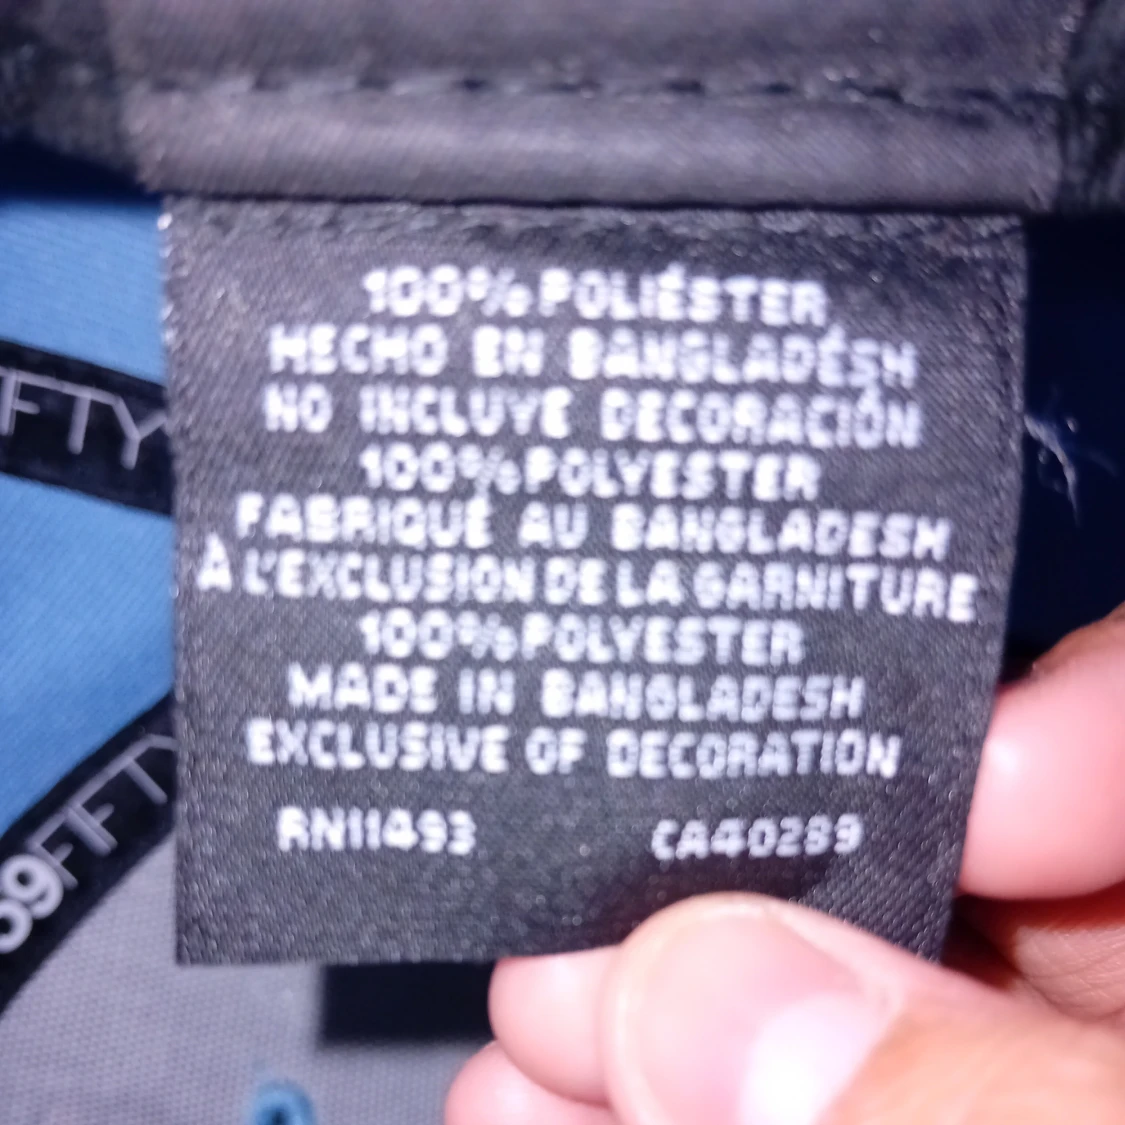 100% POLIÉSTER
HECHO EN BANGLADÉSH
NO INCLUYE DECORACIÓN
100% POLYESTER
FABRIQUÉ AU BANGLADESH
À L'EXCLUSION DE LA GARNITURE
100% POLYESTER
MADE IN BANGLADESH
EXCLUSIVE OF DECORATION
RN11493 CA40289
FIFTY
59FIFTY